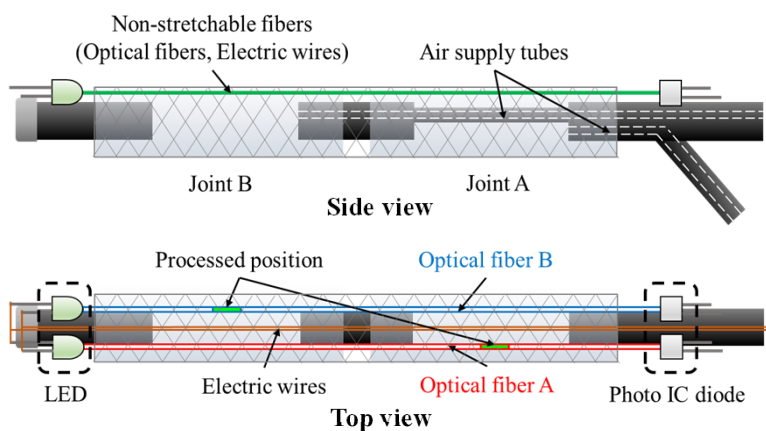 Non-stretchable fibers
(Optical fibers, Electric wires)
Air supply tubes
Joint B
Joint A
Side view
Processed position
Optical fiber B
LED
Electric wires
Optical fiber A
Photo IC diode
Top view